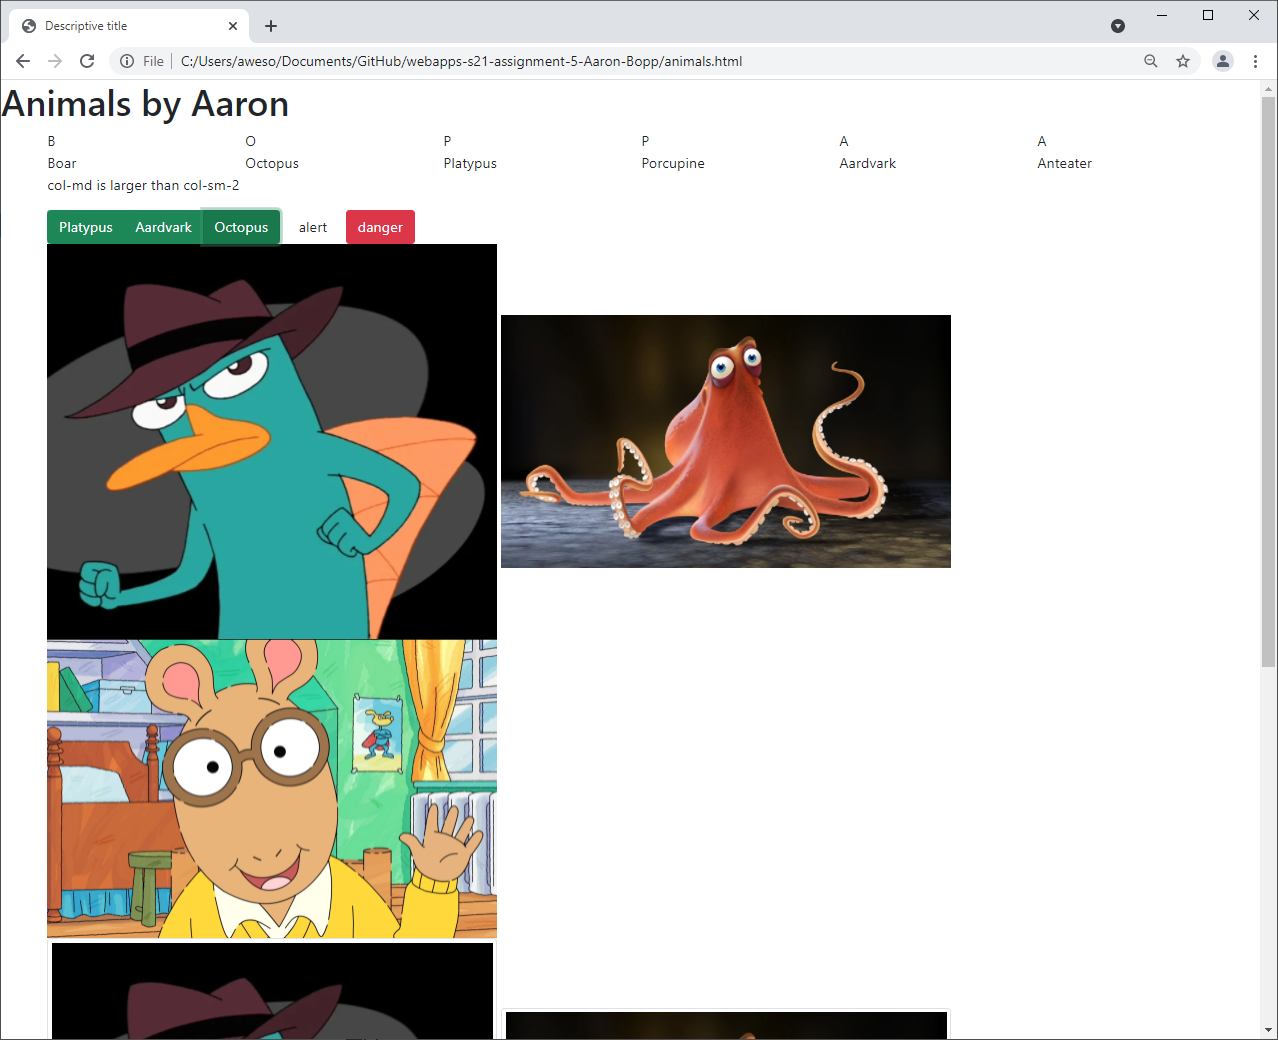 Descriptive title
File C:/Users/aweso/Documents/GitHub/webapps-s21-assignment-5-Aaron-Bopp/animals.html
Animals by Aaron
B O P P A A
Boar Octopus Platypus Porcupine Aardvark Anteater
col-md is larger than col-sm-2
Platypus Aardvark Octopus alert danger